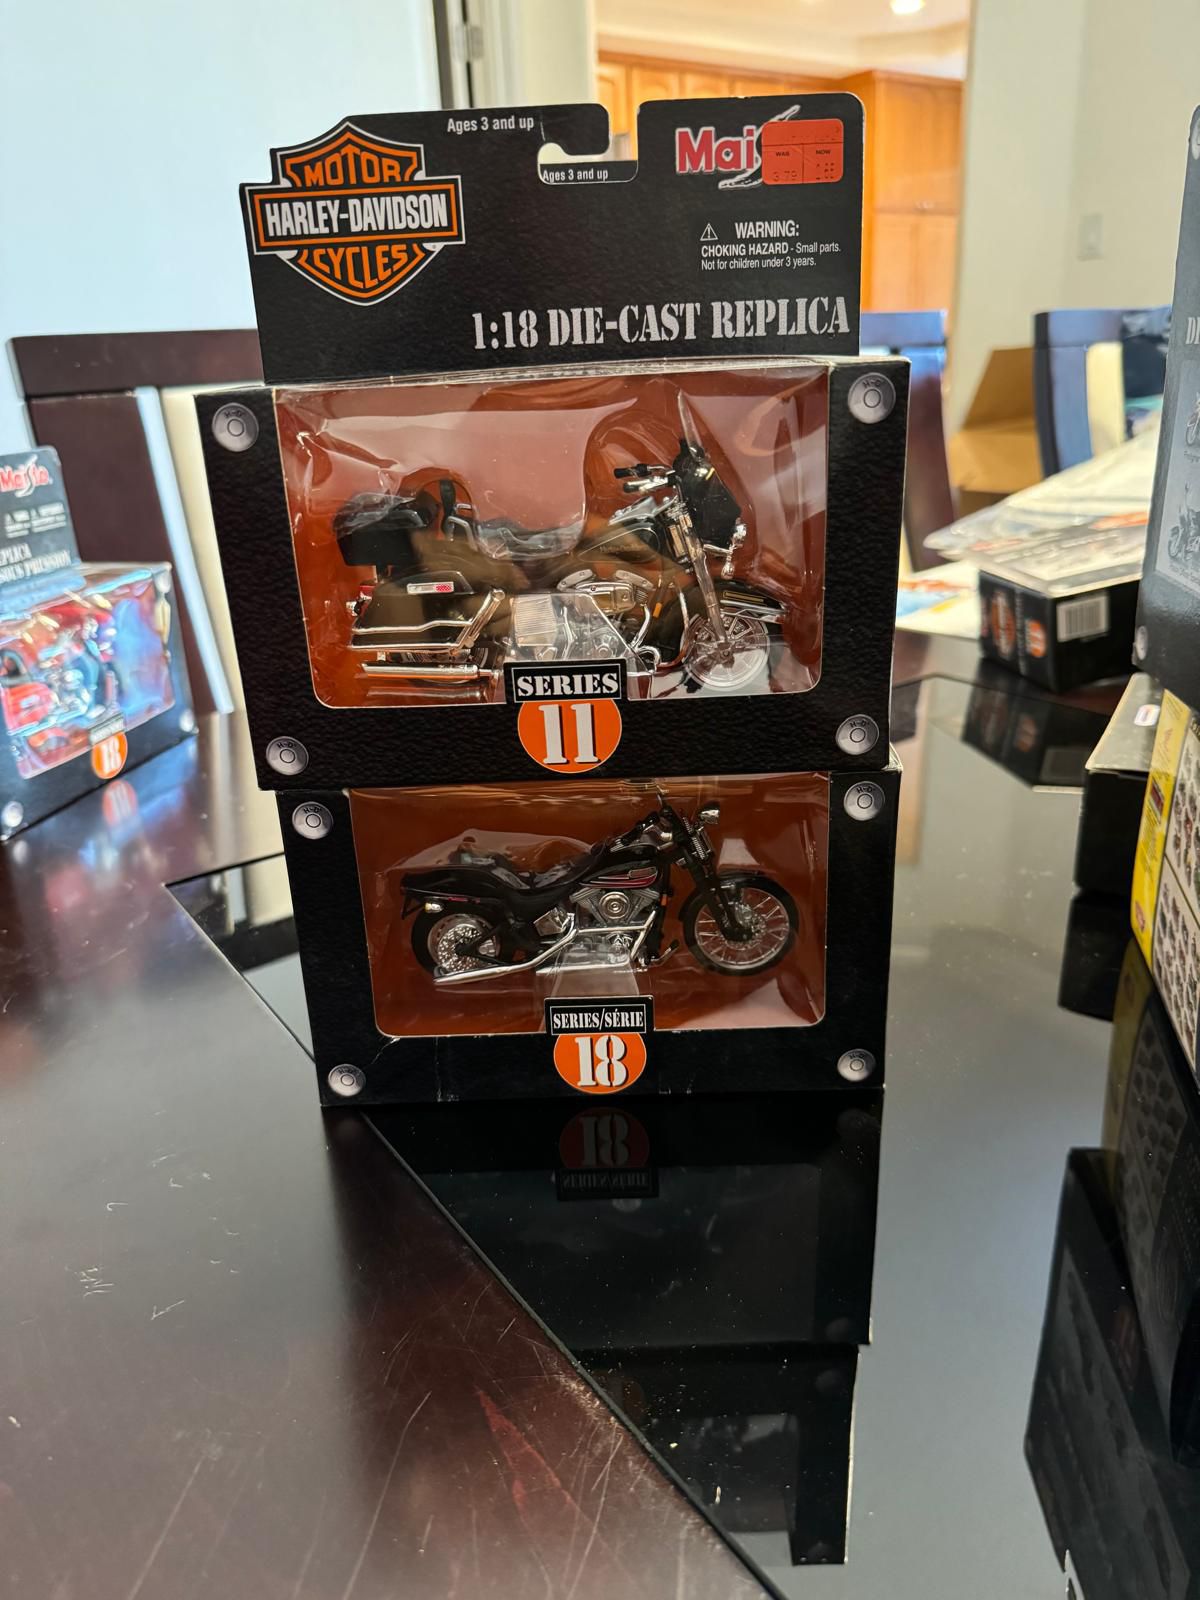 Ages 3 and up
Ages 3 and up
MOTOR
HARLEY-DAVIDSON
CYCLES
Mai
WAS NOW
3.79
WARNING:
CHOKING HAZARD - Small parts.
Not for children under 3 years.
1:18 DIE-CAST REPLICA
H-D
H-D
SERIES
11
H-D
H-D
H-D
H-D
SERIES/SÉRIE
18
H-D
H-D
Maisto
18